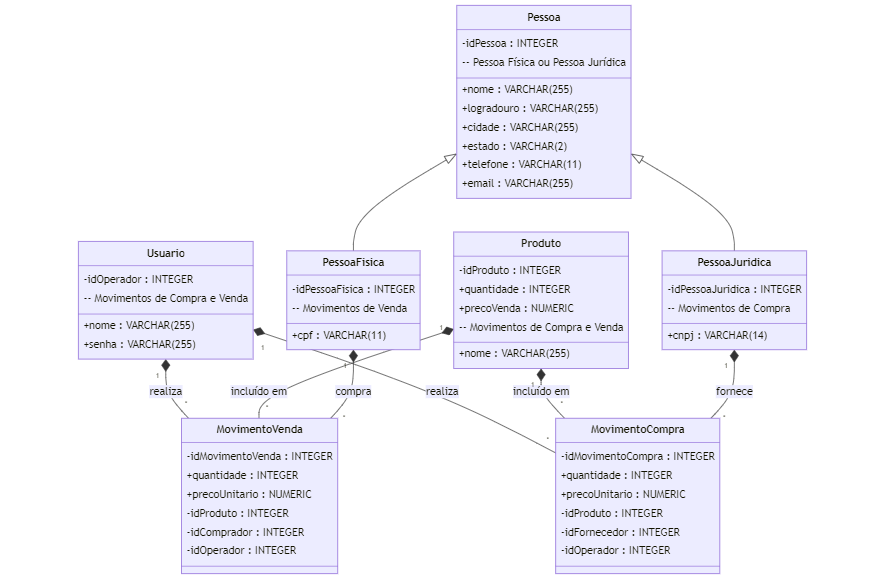 Pessoa
-idPessoa : INTEGER
-- Pessoa Física ou Pessoa Jurídica
+nome : VARCHAR(255)
+logradouro : VARCHAR(255)
+cidade : VARCHAR(255)
+estado : VARCHAR(2)
+telefone : VARCHAR(11)
+email : VARCHAR(255)
Usuario
-idOperador : INTEGER
-- Movimentos de Compra e Venda
+nome : VARCHAR(255)
+senha : VARCHAR(255)
PessoaFisica
-idPessoaFisica : INTEGER
-- Movimentos de Venda
+cpf : VARCHAR(11)
Produto
-idProduto : INTEGER
+quantidade : INTEGER
+precoVenda : NUMERIC
-- Movimentos de Compra e Venda
+nome : VARCHAR(255)
PessoaJuridica
-idPessoaJuridica : INTEGER
-- Movimentos de Compra
+cnpj : VARCHAR(14)
1
1
1
1
1
1
realiza
incluído em
compra
realiza
incluído em
fornece
*
*
*
*
*
*
MovimentoVenda
-idMovimentoVenda : INTEGER
+quantidade : INTEGER
+precoUnitario : NUMERIC
-idProduto : INTEGER
-idComprador : INTEGER
-idOperador : INTEGER
MovimentoCompra
-idMovimentoCompra : INTEGER
+quantidade : INTEGER
+precoUnitario : NUMERIC
-idProduto : INTEGER
-idFornecedor : INTEGER
-idOperador : INTEGER